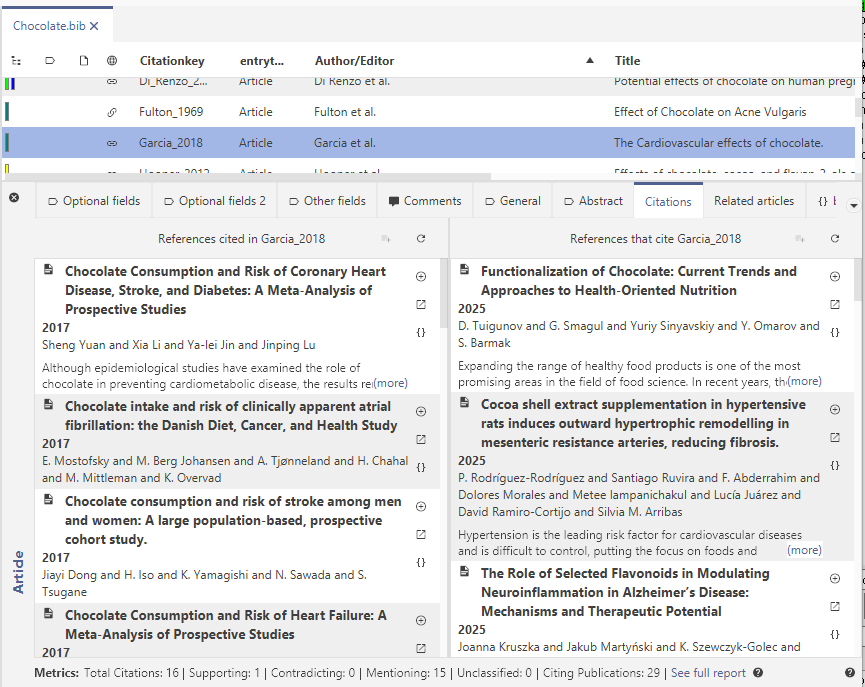 Chocolate.bib
Citationkey entryt... Author/Editor Title
Di_Renzo_2... Article Di Renzo et al. Potential effects of chocolate on human pregn
Fulton_1969 Article Fulton et al. Effect of Chocolate on Acne Vulgaris
Garcia_2018 Article Garcia et al. The Cardiovascular effects of chocolate.
Optional fields Optional fields 2 Other fields Comments General Abstract Citations Related articles {}
References cited in Garcia_2018
Chocolate Consumption and Risk of Coronary Heart
Disease, Stroke, and Diabetes: A Meta-Analysis of
Prospective Studies
2017
{}
Sheng Yuan and Xia Li and Ya-lei Jin and Jinping Lu
Although epidemiological studies have examined the role of
chocolate in preventing cardiometabolic disease, the results re(more)
Chocolate intake and risk of clinically apparent atrial
fibrillation: the Danish Diet, Cancer, and Health Study
2017
E. Mostofsky and M. Berg Johansen and A. Tjønneland and H. Chahal
{}
and M. Mittleman and K. Overvad
Chocolate consumption and risk of stroke among men
and women: A large population-based, prospective
cohort study.
2017
{}
Jiayi Dong and H. Iso and K. Yamagishi and N. Sawada and S.
Tsugane
Chocolate Consumption and Risk of Heart Failure: A
Meta-Analysis of Prospective Studies
2017
References that cite Garcia_2018
Functionalization of Chocolate: Current Trends and
Approaches to Health-Oriented Nutrition
2025
D. Tuigunov and G. Smagul and Yuriy Sinyavskiy and Y. Omarov and
{}
S. Barmak
Expanding the range of healthy food products is one of the most
promising areas in the field of food science. In recent years, th(more)
Cocoa shell extract supplementation in hypertensive
rats induces outward hypertrophic remodelling in
mesenteric resistance arteries, reducing fibrosis.
2025
{}
P. Rodríguez-Rodríguez and Santiago Ruvira and F. Abderrahim and
Dolores Morales and Metee Iampanichakul and Lucía Juárez and
David Ramiro-Cortijo and Silvia M. Arribas
Hypertension is the leading risk factor for cardiovascular diseases
and is difficult to control, putting the focus on foods and (more)
The Role of Selected Flavonoids in Modulating
Neuroinflammation in Alzheimer's Disease:
Mechanisms and Therapeutic Potential
2025
{}
Joanna Kruszka and Jakub Martyński and K. Szewczyk-Golec and
Article
Metrics: Total Citations: 16 | Supporting: 1 | Contradicting: 0 | Mentioning: 15 | Unclassified: 0 | Citing Publications: 29 | See full report